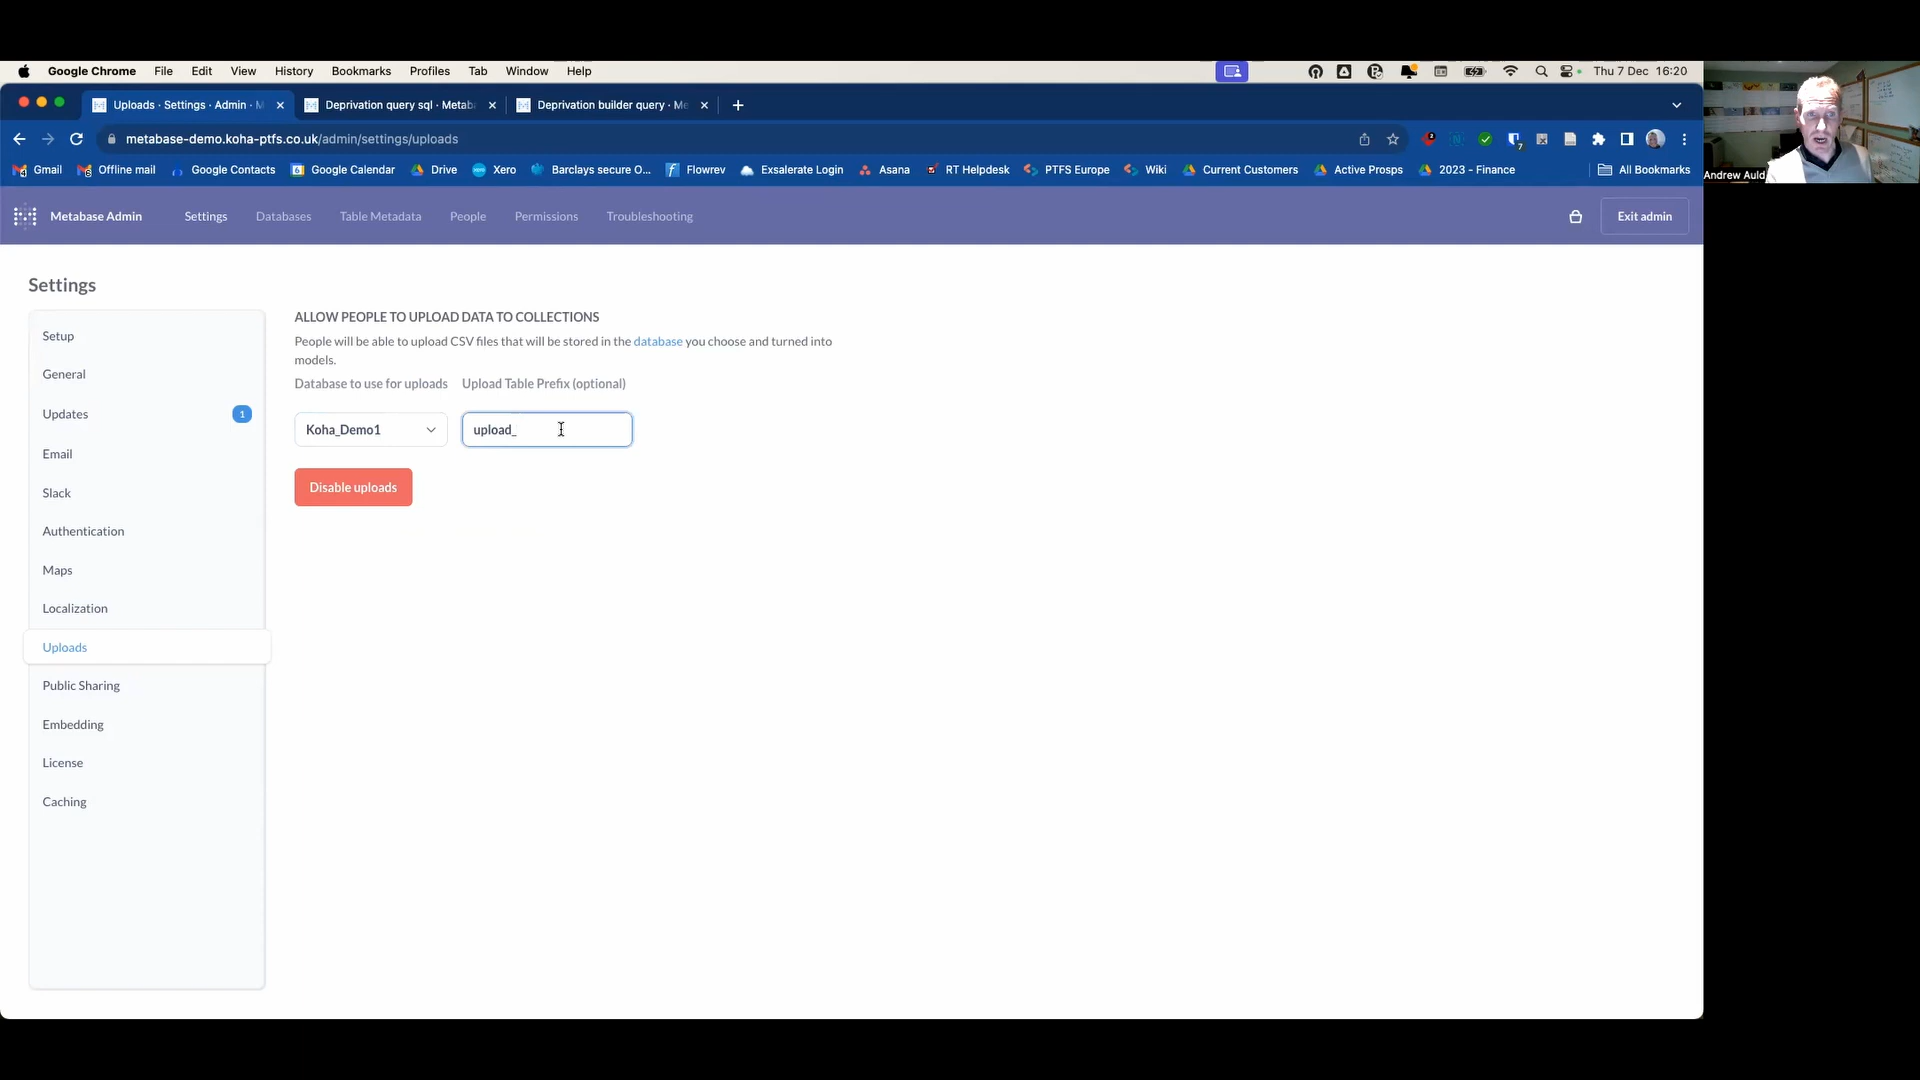 Google Chrome File Edit View History Bookmarks Profiles Tab Window Help Thu 7 Dec 16:20
Uploads · Settings · Admin · M Deprivation query sql · Metab Deprivation builder query · Me
metabase-demo.koha-ptfs.co.uk/admin/settings/uploads
Gmail Offline mail Google Contacts Google Calendar Drive Xero Barclays secure O... Flowrev Exsalerate Login Asana RT Helpdesk PTFS Europe Wiki Current Customers Active Prosps 2023 - Finance All Bookmarks
Andrew Auld
Metabase Admin Settings Databases Table Metadata People Permissions Troubleshooting Exit admin
Settings
Setup
General
Updates 1
Email
Slack
Authentication
Maps
Localization
Uploads
Public Sharing
Embedding
License
Caching
ALLOW PEOPLE TO UPLOAD DATA TO COLLECTIONS
People will be able to upload CSV files that will be stored in the database you choose and turned into
models.
Database to use for uploads Upload Table Prefix (optional)
Koha_Demo1 upload_
Disable uploads